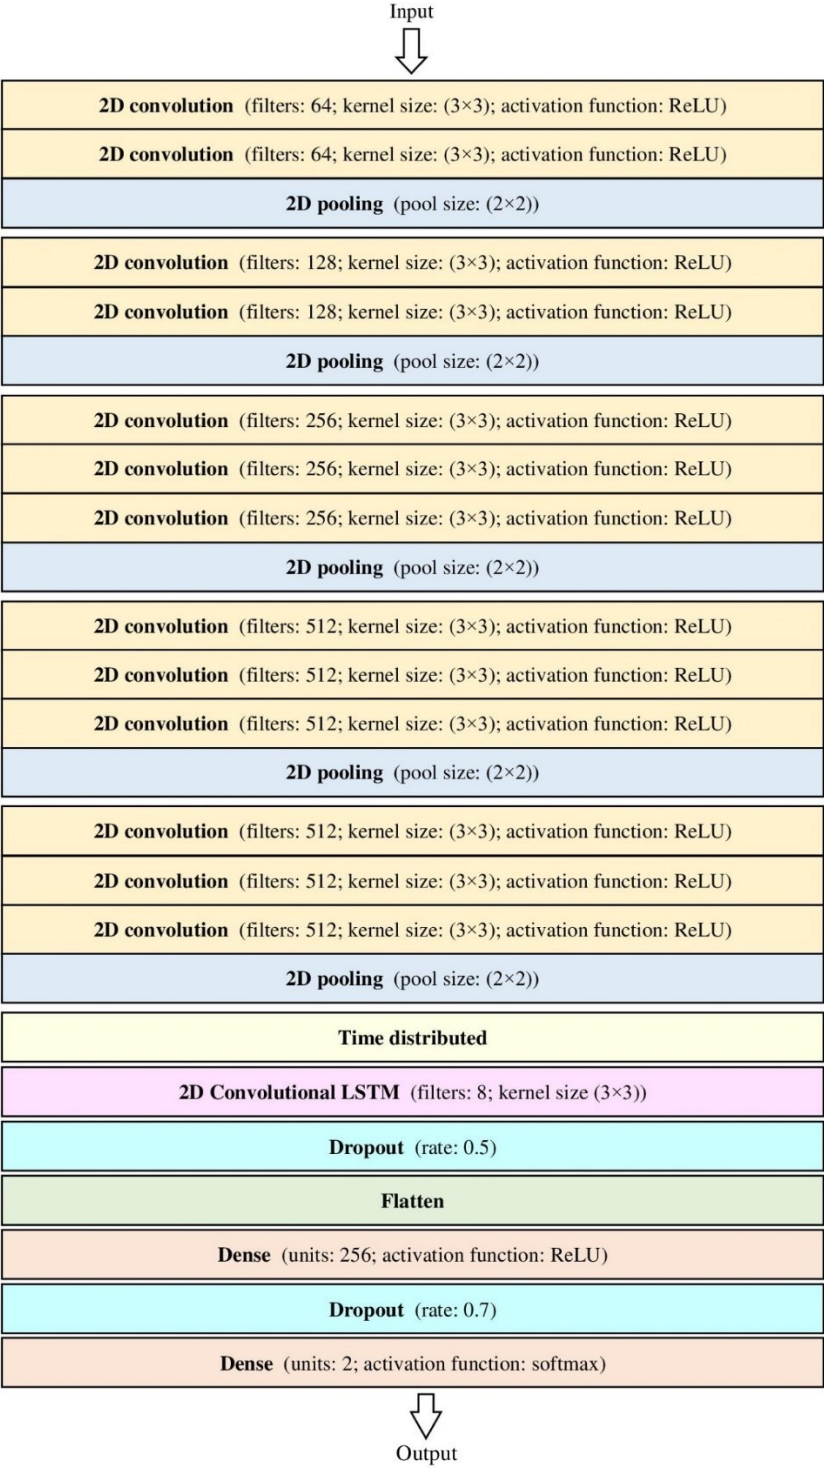 Input
2D convolution (filters: 64; kernel size: (3×3); activation function: ReLU)
2D convolution (filters: 64; kernel size: (3×3); activation function: ReLU)
2D pooling (pool size: (2×2))
2D convolution (filters: 128; kernel size: (3×3); activation function: ReLU)
2D convolution (filters: 128; kernel size: (3×3); activation function: ReLU)
2D pooling (pool size: (2×2))
2D convolution (filters: 256; kernel size: (3×3); activation function: ReLU)
2D convolution (filters: 256; kernel size: (3×3); activation function: ReLU)
2D convolution (filters: 256; kernel size: (3×3); activation function: ReLU)
2D pooling (pool size: (2×2))
2D convolution (filters: 512; kernel size: (3×3); activation function: ReLU)
2D convolution (filters: 512; kernel size: (3×3); activation function: ReLU)
2D convolution (filters: 512; kernel size: (3×3); activation function: ReLU)
2D pooling (pool size: (2×2))
2D convolution (filters: 512; kernel size: (3×3); activation function: ReLU)
2D convolution (filters: 512; kernel size: (3×3); activation function: ReLU)
2D convolution (filters: 512; kernel size: (3×3); activation function: ReLU)
2D pooling (pool size: (2×2))
Time distributed
2D Convolutional LSTM (filters: 8; kernel size (3×3))
Dropout (rate: 0.5)
Flatten
Dense (units: 256; activation function: ReLU)
Dropout (rate: 0.7)
Dense (units: 2; activation function: softmax)
Output